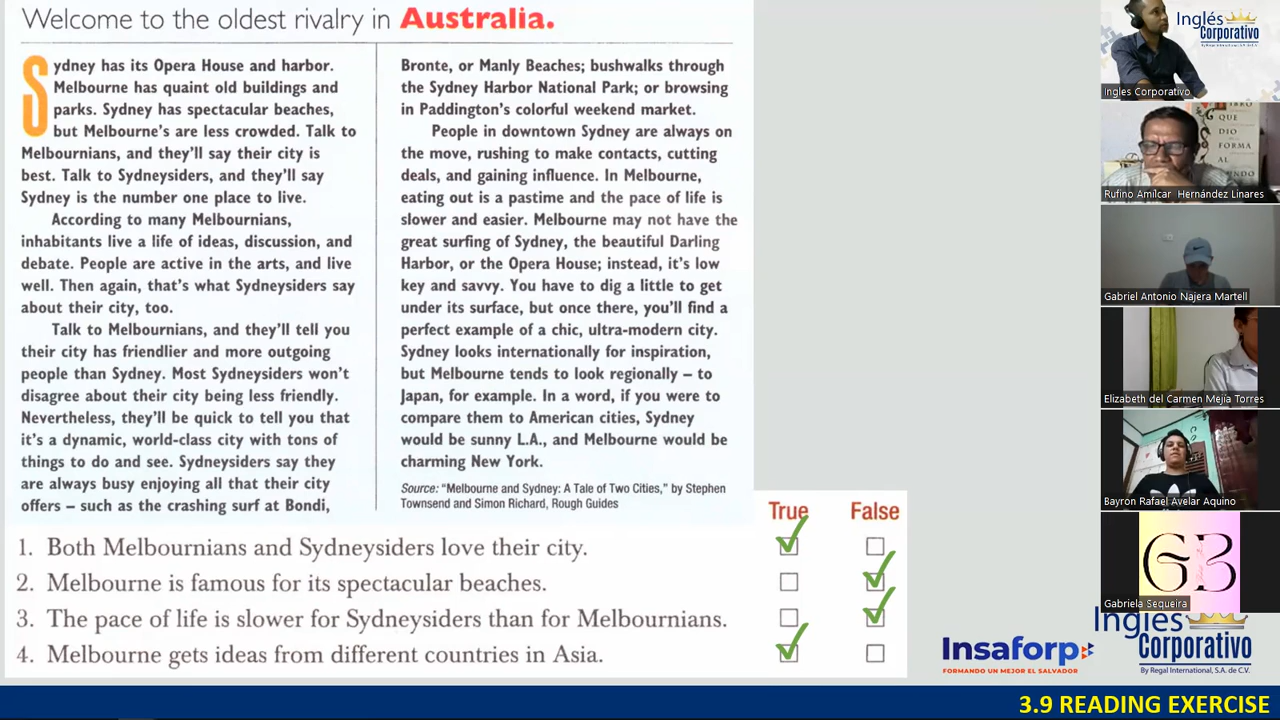 Welcome to the oldest rivalry in Australia.
Sydney has its Opera House and harbor.
Melbourne has quaint old buildings and
parks. Sydney has spectacular beaches,
but Melbourne's are less crowded. Talk to
Melbournians, and they'll say their city is
best. Talk to Sydneysiders, and they'll say
Sydney is the number one place to live.
According to many Melbournians,
inhabitants live a life of ideas, discussion, and
debate. People are active in the arts, and live
well. Then again, that's what Sydneysiders say
about their city, too.
Talk to Melbournians, and they'll tell you
their city has friendlier and more outgoing
people than Sydney. Most Sydneysiders won't
disagree about their city being less friendly.
Nevertheless, they'll be quick to tell you that
it's a dynamic, world-class city with tons of
things to do and see. Sydneysiders say they
are always busy enjoying all that their city
offers – such as the crashing surf at Bondi,
Bronte, or Manly Beaches; bushwalks through
the Sydney Harbor National Park; or browsing
in Paddington's colorful weekend market.
People in downtown Sydney are always on
the move, rushing to make contacts, cutting
deals, and gaining influence. In Melbourne,
eating out is a pastime and the pace of life is
slower and easier. Melbourne may not have the
great surfing of Sydney, the beautiful Darling
Harbor, or the Opera House; instead, it's low
key and savvy. You have to dig a little to get
under its surface, but once there, you'll find a
perfect example of a chic, ultra-modern city.
Sydney looks internationally for inspiration,
but Melbourne tends to look regionally – to
Japan, for example. In a word, if you were to
compare them to American cities, Sydney
would be sunny L.A., and Melbourne would be
charming New York.
Source: "Melbourne and Sydney: A Tale of Two Cities," by Stephen
Townsend and Simon Richard, Rough Guides
True False
1. Both Melbournians and Sydneysiders love their city.
2. Melbourne is famous for its spectacular beaches.
3. The pace of life is slower for Sydneysiders than for Melbournians.
4. Melbourne gets ideas from different countries in Asia.
Inglés
Corporativo
Ingles Corporativo
QUE
DIO
FORMA
AL
Rufino Amílcar Hernández Linares
Gabriel Antonio Najera Martell
Elizabeth del Carmen Mejía Torres
Bayron Rafael Avelar Aquino
GB
Gabriela Sequeira
Insaforp
FORMANDO UN MEJOR EL SALVADOR
Inglés
Corporativo
By Regal International, S.A. de C.V.
3.9 READING EXERCISE